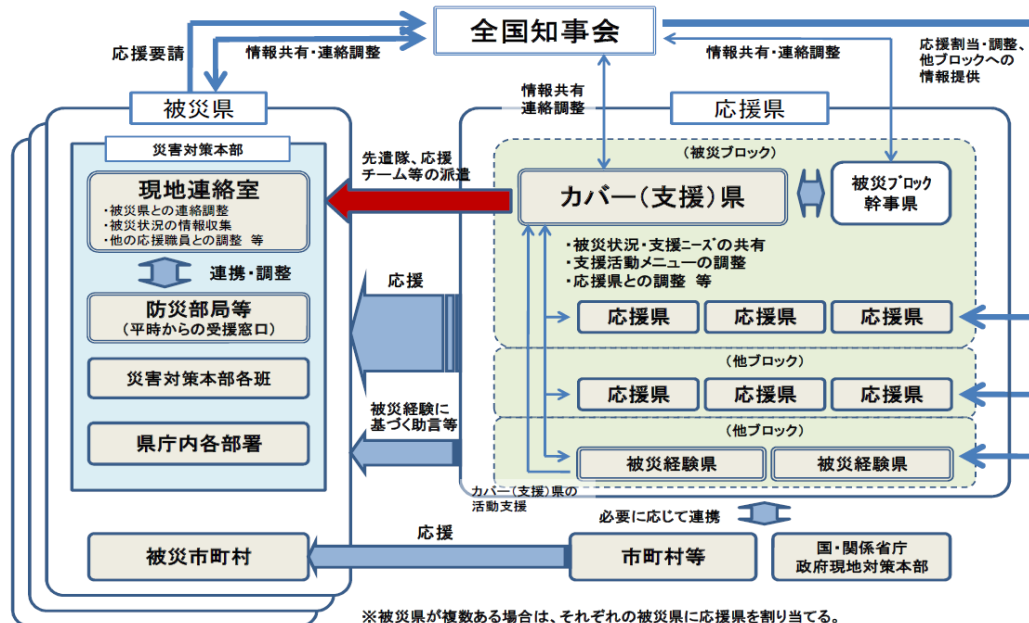 全国知事会
応援要請
情報共有・連絡調整
情報共有・連絡調整
応援割当・調整、
他ブロックへの
情報提供
情報共有
連絡調整
被災県
災害対策本部
現地連絡室
・被災県との連絡調整
・被災状況の情報収集
・他の応援職員との調整 等
連携・調整
防災部局等
(平時からの受援窓口)
災害対策本部各班
県庁内各部署
被災市町村
先遣隊、応援
チーム等の派遣
応援
被災経験に
基づく助言等
応援
応援県
(被災ブロック)
カバー(支援)県
被災ブロック
幹事県
・被災状況・支援ニーズの共有
・支援活動メニューの調整
・応援県との調整 等
応援県 応援県 応援県
(他ブロック)
応援県 応援県 応援県
(他ブロック)
被災経験県 被災経験県
カバー(支援)県の
活動支援
必要に応じて連携
市町村等
国・関係省庁
政府現地対策本部
※被災県が複数ある場合は、それぞれの被災県に応援県を割り当てる。